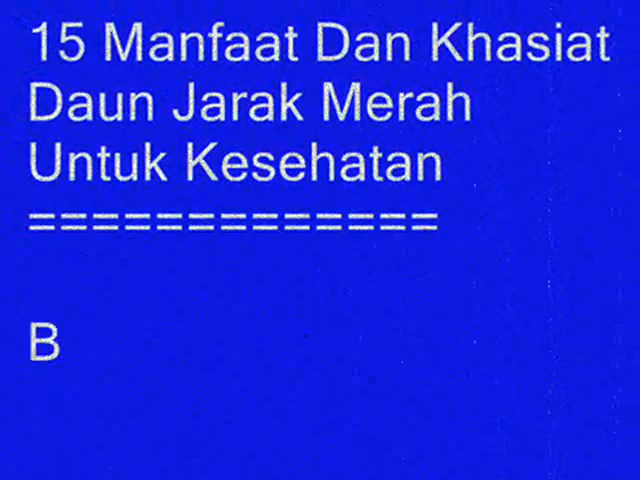 15 Manfaat Dan Khasiat
Daun Jarak Merah
Untuk Kesehatan
=============
B